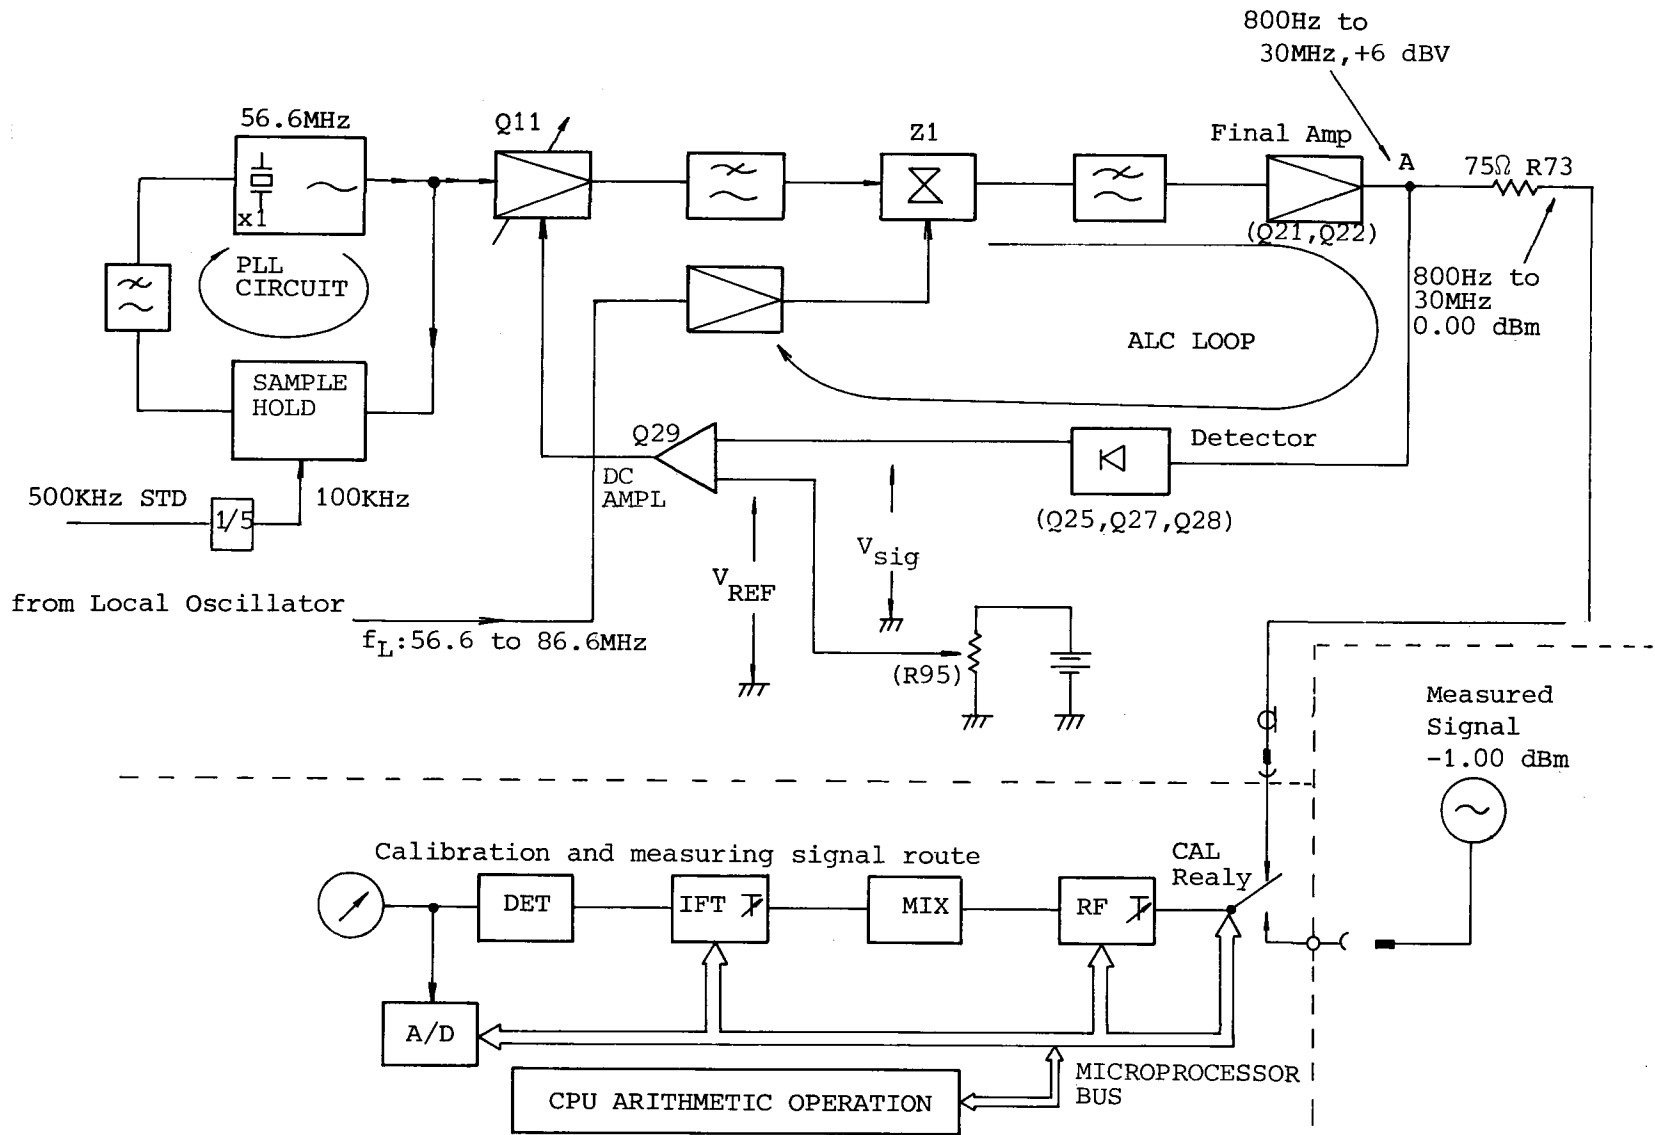 800Hz to
30MHz,+6 dBV
56.6MHz
Q11
Z1
Final Amp
A
75Ω R73
x1
(Q21,Q22)
PLL
CIRCUIT
800Hz to
30MHz
0.00 dBm
ALC LOOP
SAMPLE
HOLD
Q29
Detector
DC
AMPL
500KHz STD
1/5
100KHz
(Q25,Q27,Q28)
Vsig
VREF
from Local Oscillator
fL:56.6 to 86.6MHz
(R95)
Measured
Signal
-1.00 dBm
Calibration and measuring signal route
CAL
Realy
DET
IFT
MIX
RF
A/D
MICROPROCESSOR
BUS
CPU ARITHMETIC OPERATION